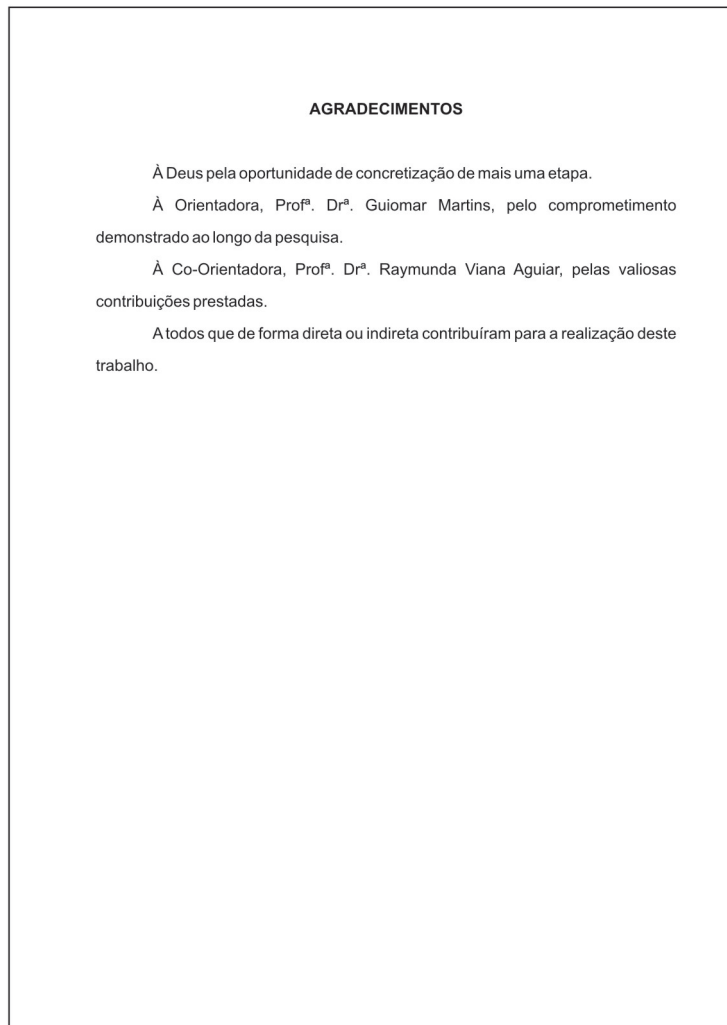 AGRADECIMENTOS
À Deus pela oportunidade de concretização de mais uma etapa.
À Orientadora, Profª. Drª. Guiomar Martins, pelo comprometimento
demonstrado ao longo da pesquisa.
À Co-Orientadora, Profª. Drª. Raymunda Viana Aguiar, pelas valiosas
contribuições prestadas.
A todos que de forma direta ou indireta contribuíram para a realização deste
trabalho.